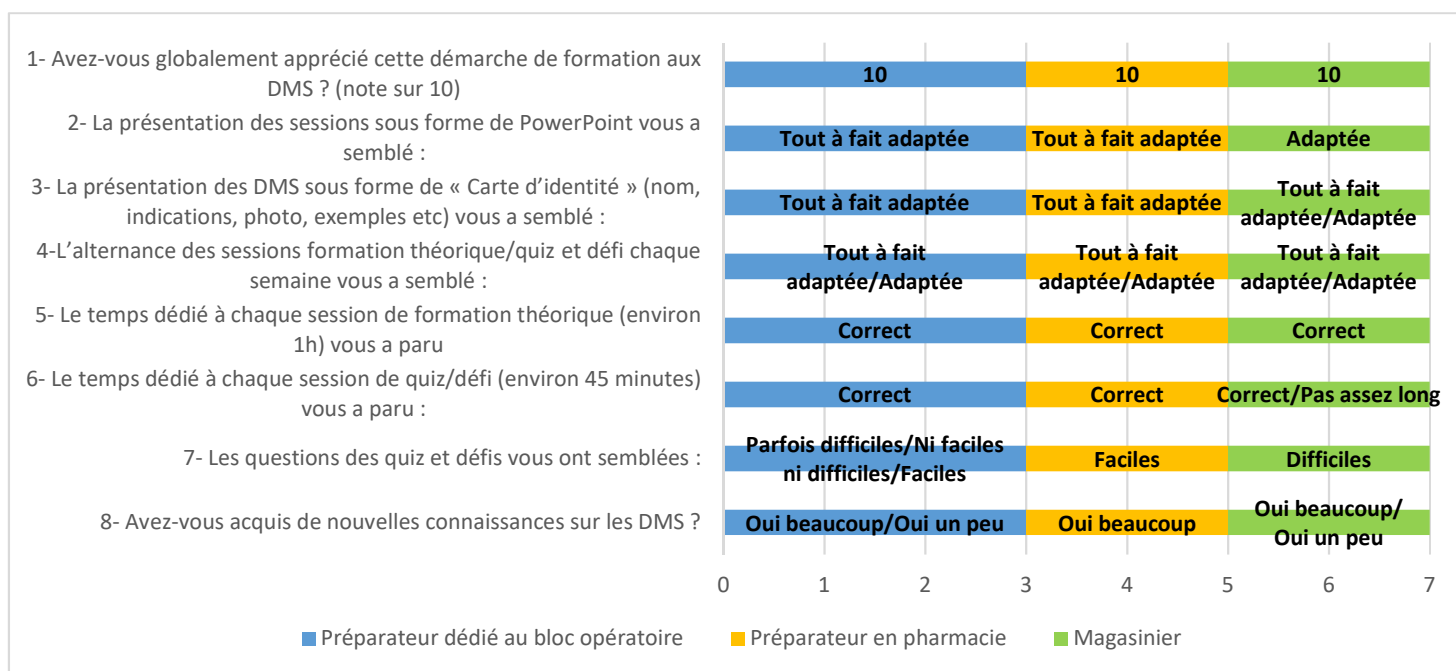 1- Avez-vous globalement apprécié cette démarche de formation aux
DMS ? (note sur 10)
10 10 10
2- La présentation des sessions sous forme de PowerPoint vous a
semblé :
Tout à fait adaptée Tout à fait adaptée Adaptée
3- La présentation des DMS sous forme de « Carte d'identité » (nom,
indications, photo, exemples etc) vous a semblé :
Tout à fait adaptée Tout à fait adaptée Tout à fait
adaptée/Adaptée
4-L'alternance des sessions formation théorique/quiz et défi chaque
semaine vous a semblé :
Tout à fait Tout à fait Tout à fait
adaptée/Adaptée adaptée/Adaptée adaptée/Adaptée
5- Le temps dédié à chaque session de formation théorique (environ
1h) vous a paru
Correct Correct Correct
6- Le temps dédié à chaque session de quiz/défi (environ 45 minutes)
vous a paru :
Correct Correct Correct/Pas assez long
7- Les questions des quiz et défis vous ont semblées :
Parfois difficiles/Ni faciles
ni difficiles/Faciles Faciles Difficiles
8- Avez-vous acquis de nouvelles connaissances sur les DMS ?
Oui beaucoup/Oui un peu Oui beaucoup Oui beaucoup/
Oui un peu
0 1 2 3 4 5 6 7
Préparateur dédié au bloc opératoire Préparateur en pharmacie Magasinier